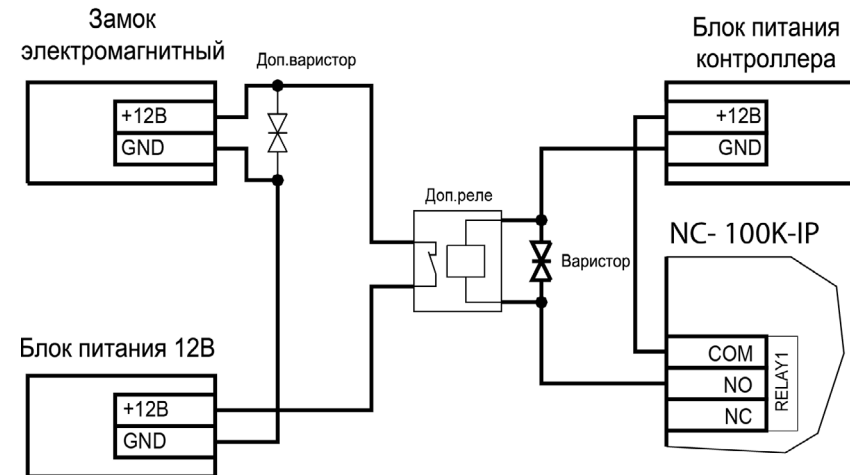 Замок
электромагнитный
+12В
GND
Доп.варистор
Блок питания
контроллера
+12В
GND
Доп.реле
Варистор
NC- 100K-IP
COM
NO
NC
RELAY1
Блок питания 12В
+12В
GND